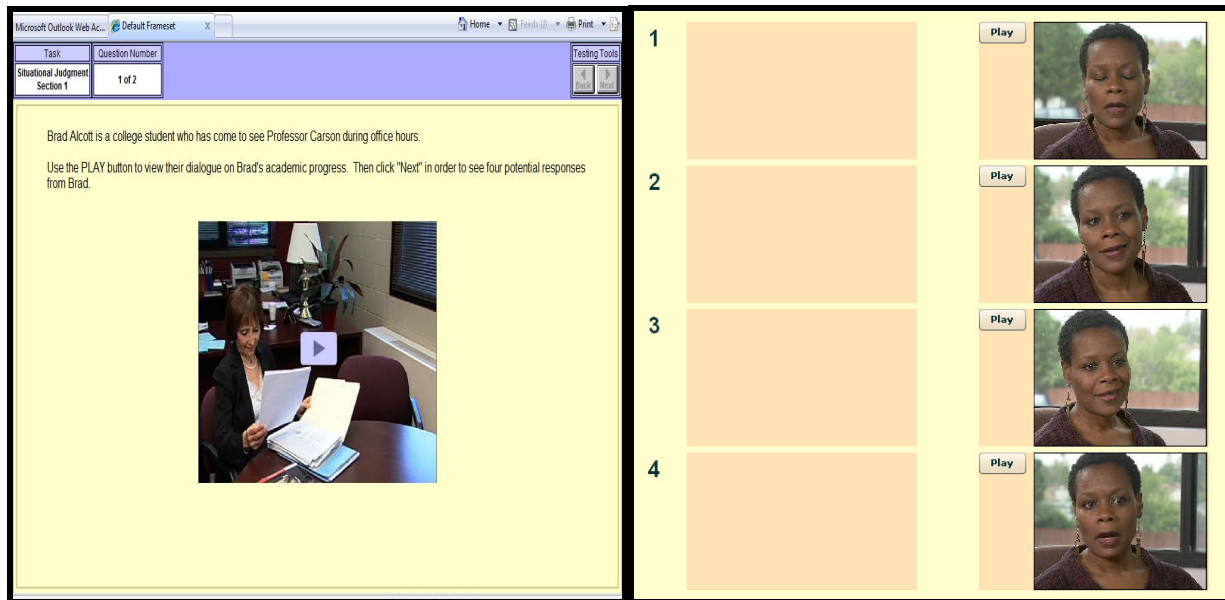 Microsoft Outlook Web Ac... Default Frameset X Home Feeds (J) Print
Task Question Number Testing Tools
Situational Judgment
Section 1
1 of 2
Back Next
Brad Alcott is a college student who has come to see Professor Carson during office hours.
Use the PLAY button to view their dialogue on Brad's academic progress. Then click "Next" in order to see four potential responses
from Brad.
1 Play
2 Play
3 Play
4 Play